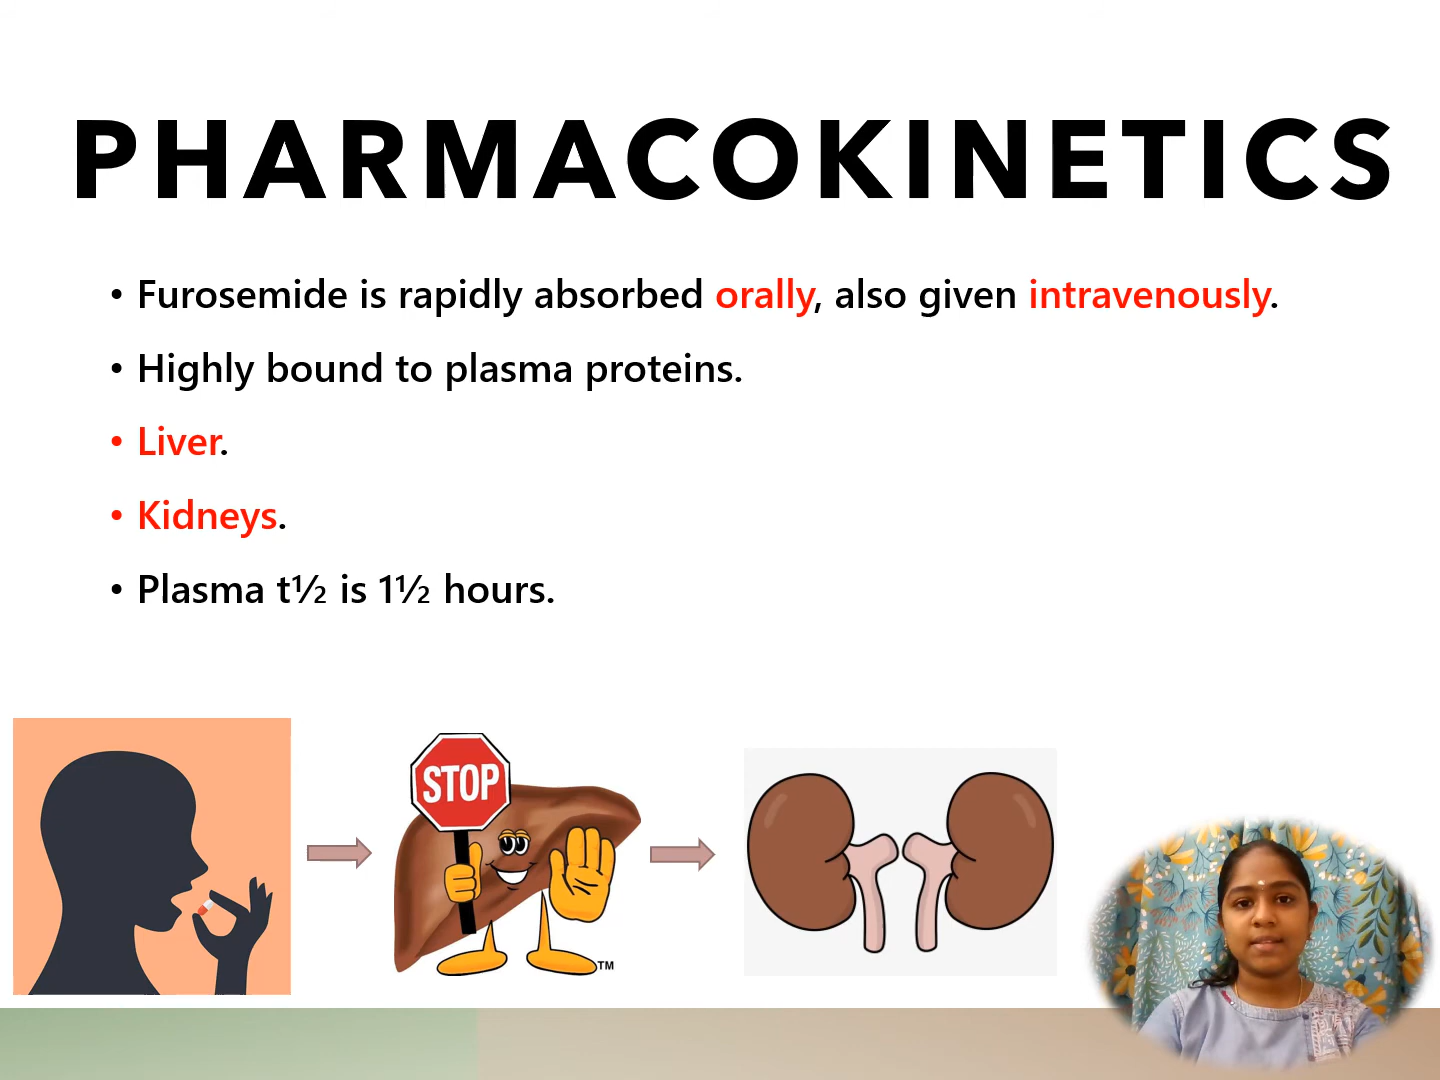 PHARMACOKINETICS
• Furosemide is rapidly absorbed orally, also given intravenously.
• Highly bound to plasma proteins.
• Liver.
• Kidneys.
• Plasma t½ is 1½ hours.
STOP
TM